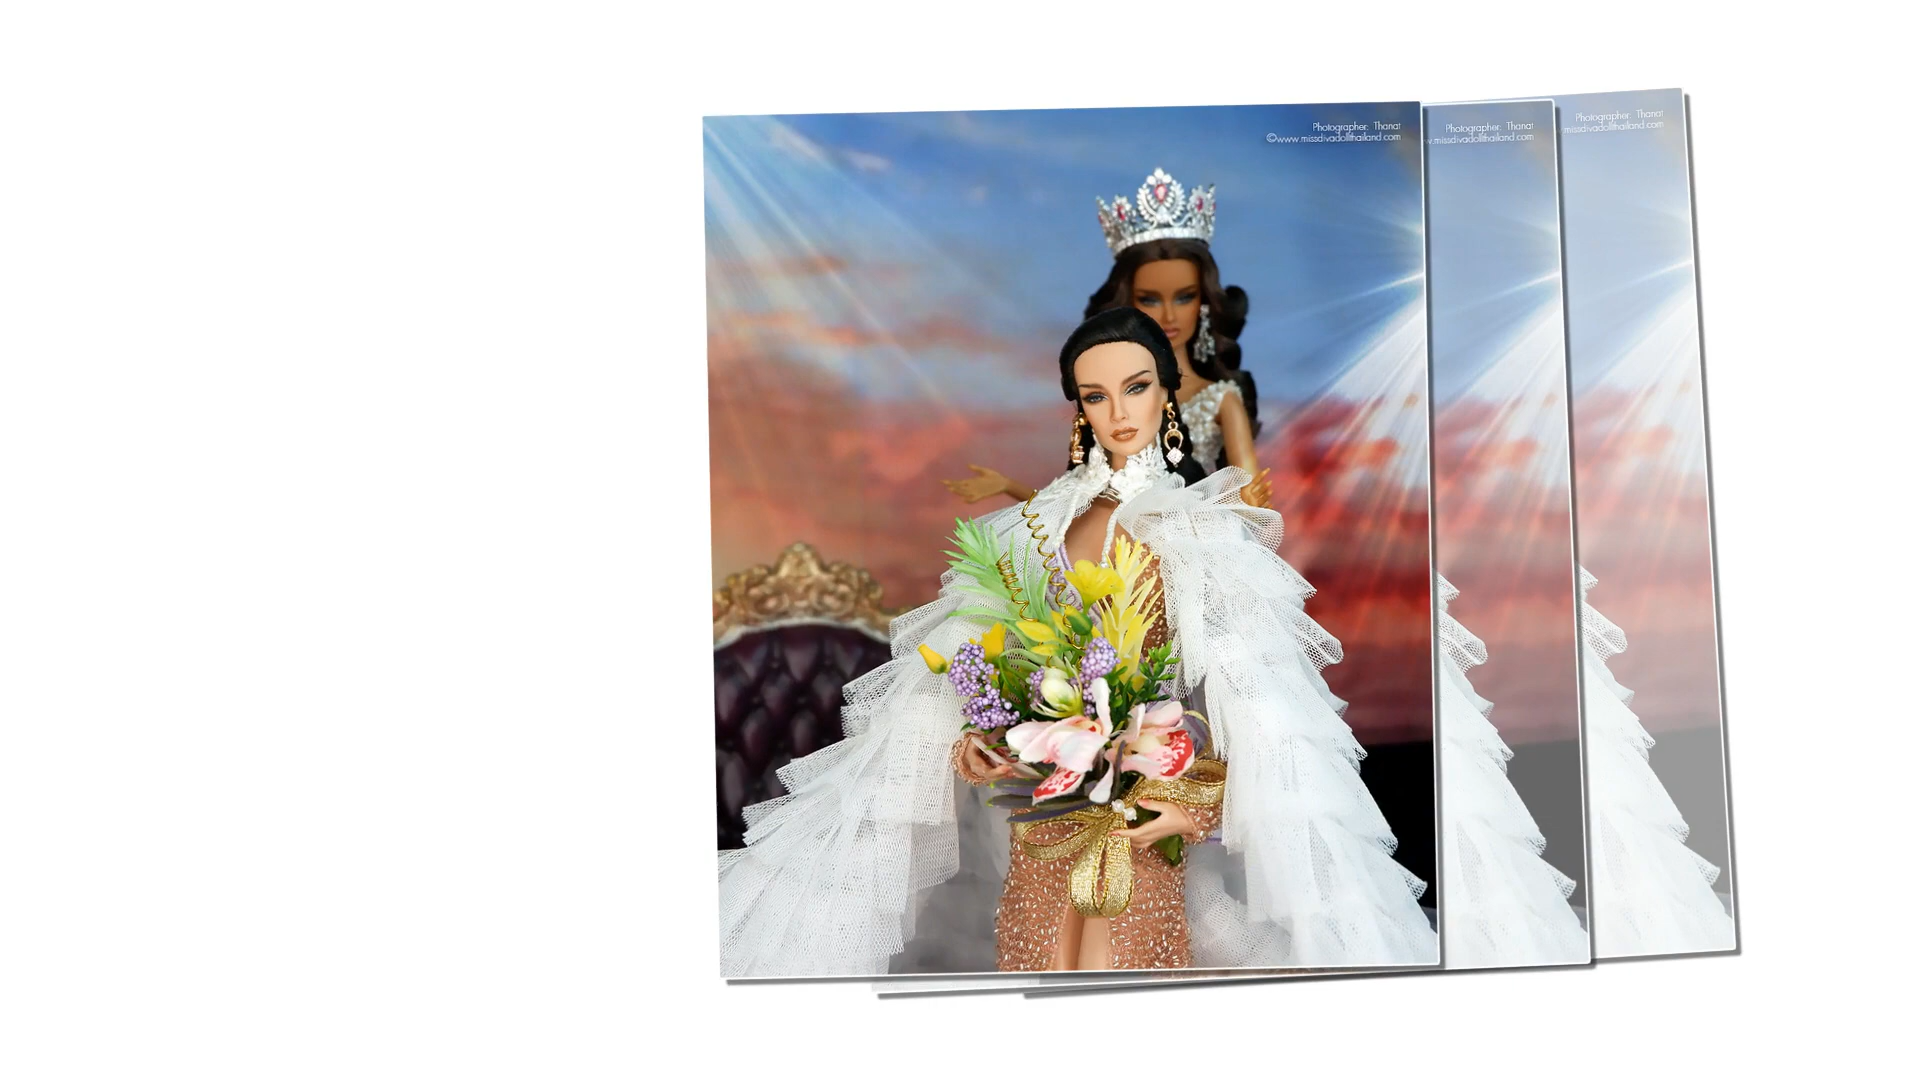 Photographer: Thanat
©www.missdivadollthailand.com
Photographer: Thanat
w.missdivadollthailand.com
Photographer: Thanat
missdivadollthailand.com